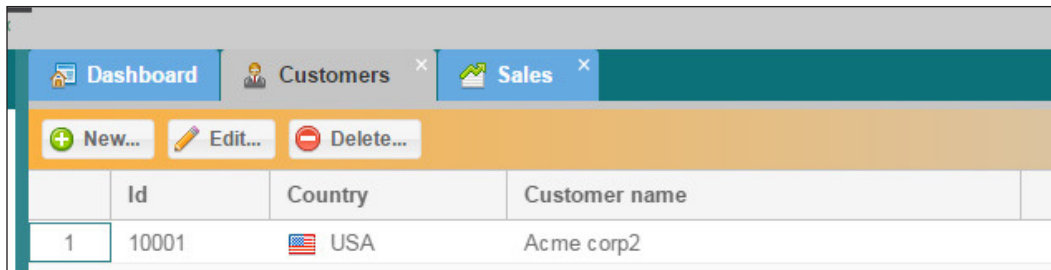 Dashboard Customers × Sales ×
New... Edit... Delete...
Id Country Customer name
1 10001 USA Acme corp2